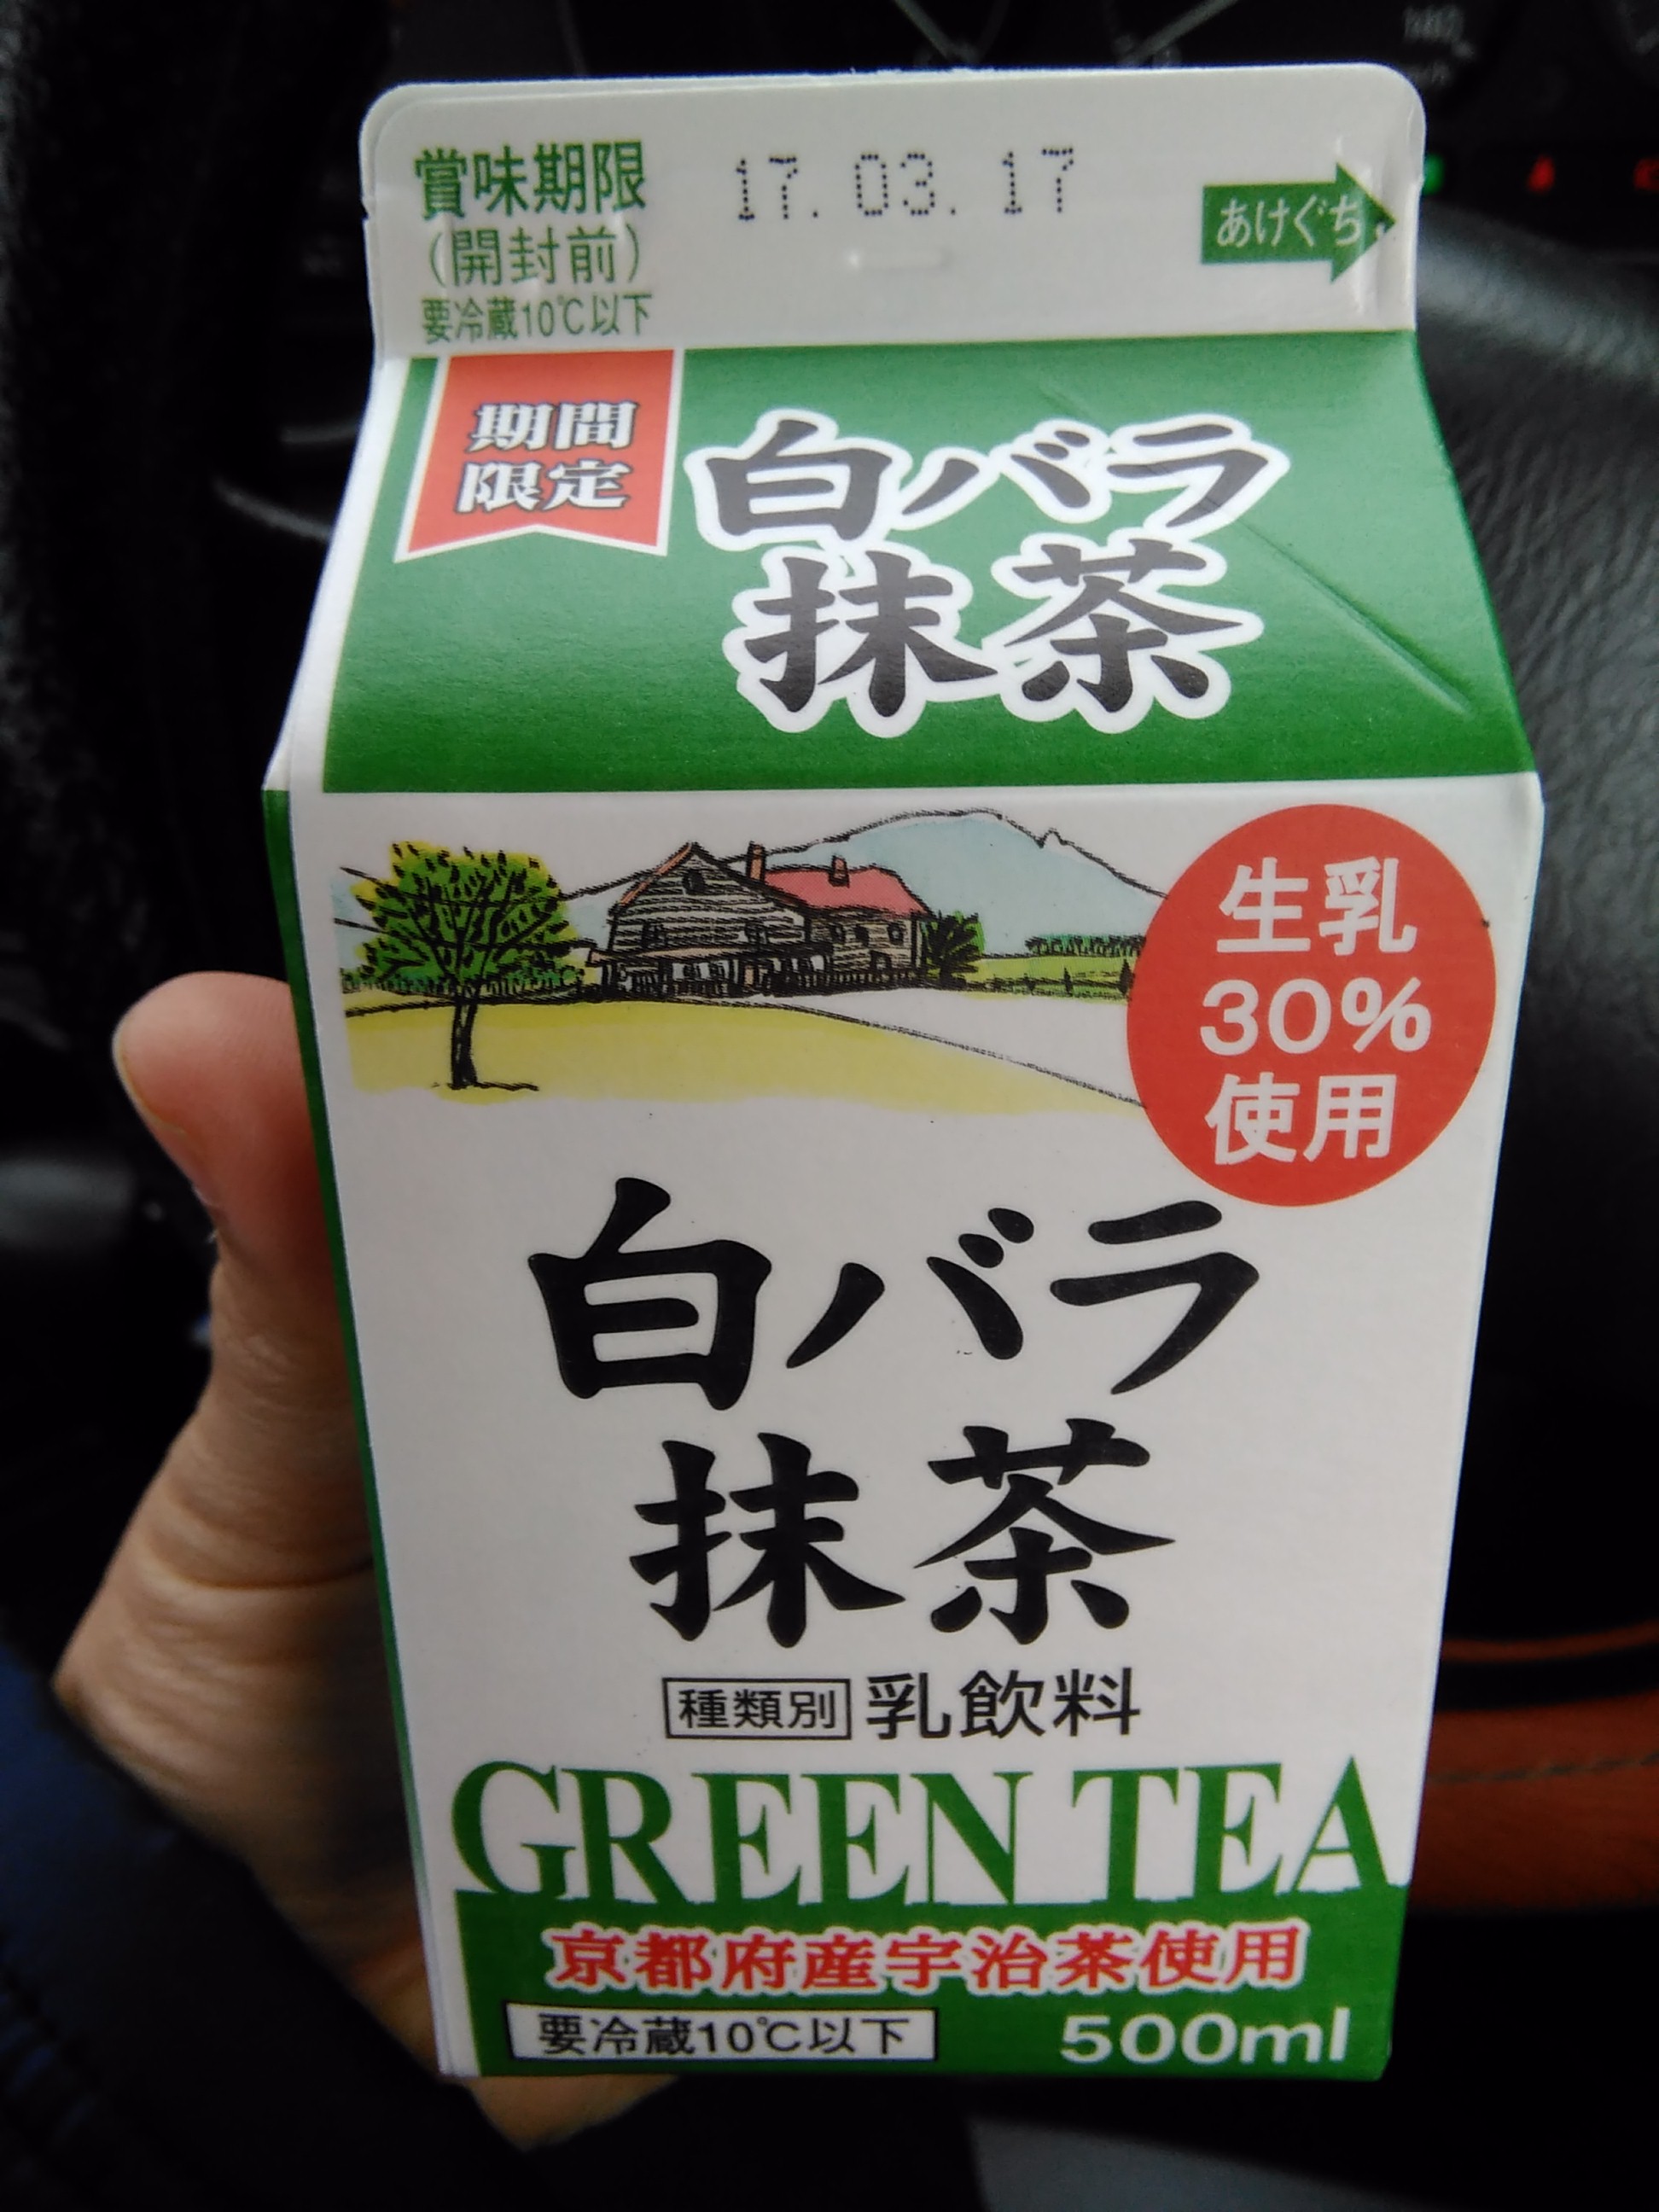 賞味期限 17.03.17
(開封前)
要冷蔵10℃以下
あけぐち
期間
限定
白バラ
抹茶
生乳
30%
使用
白バラ
抹茶
種類別 乳飲料
GREEN TEA
京都府産宇治茶使用
要冷蔵10℃以下 500ml